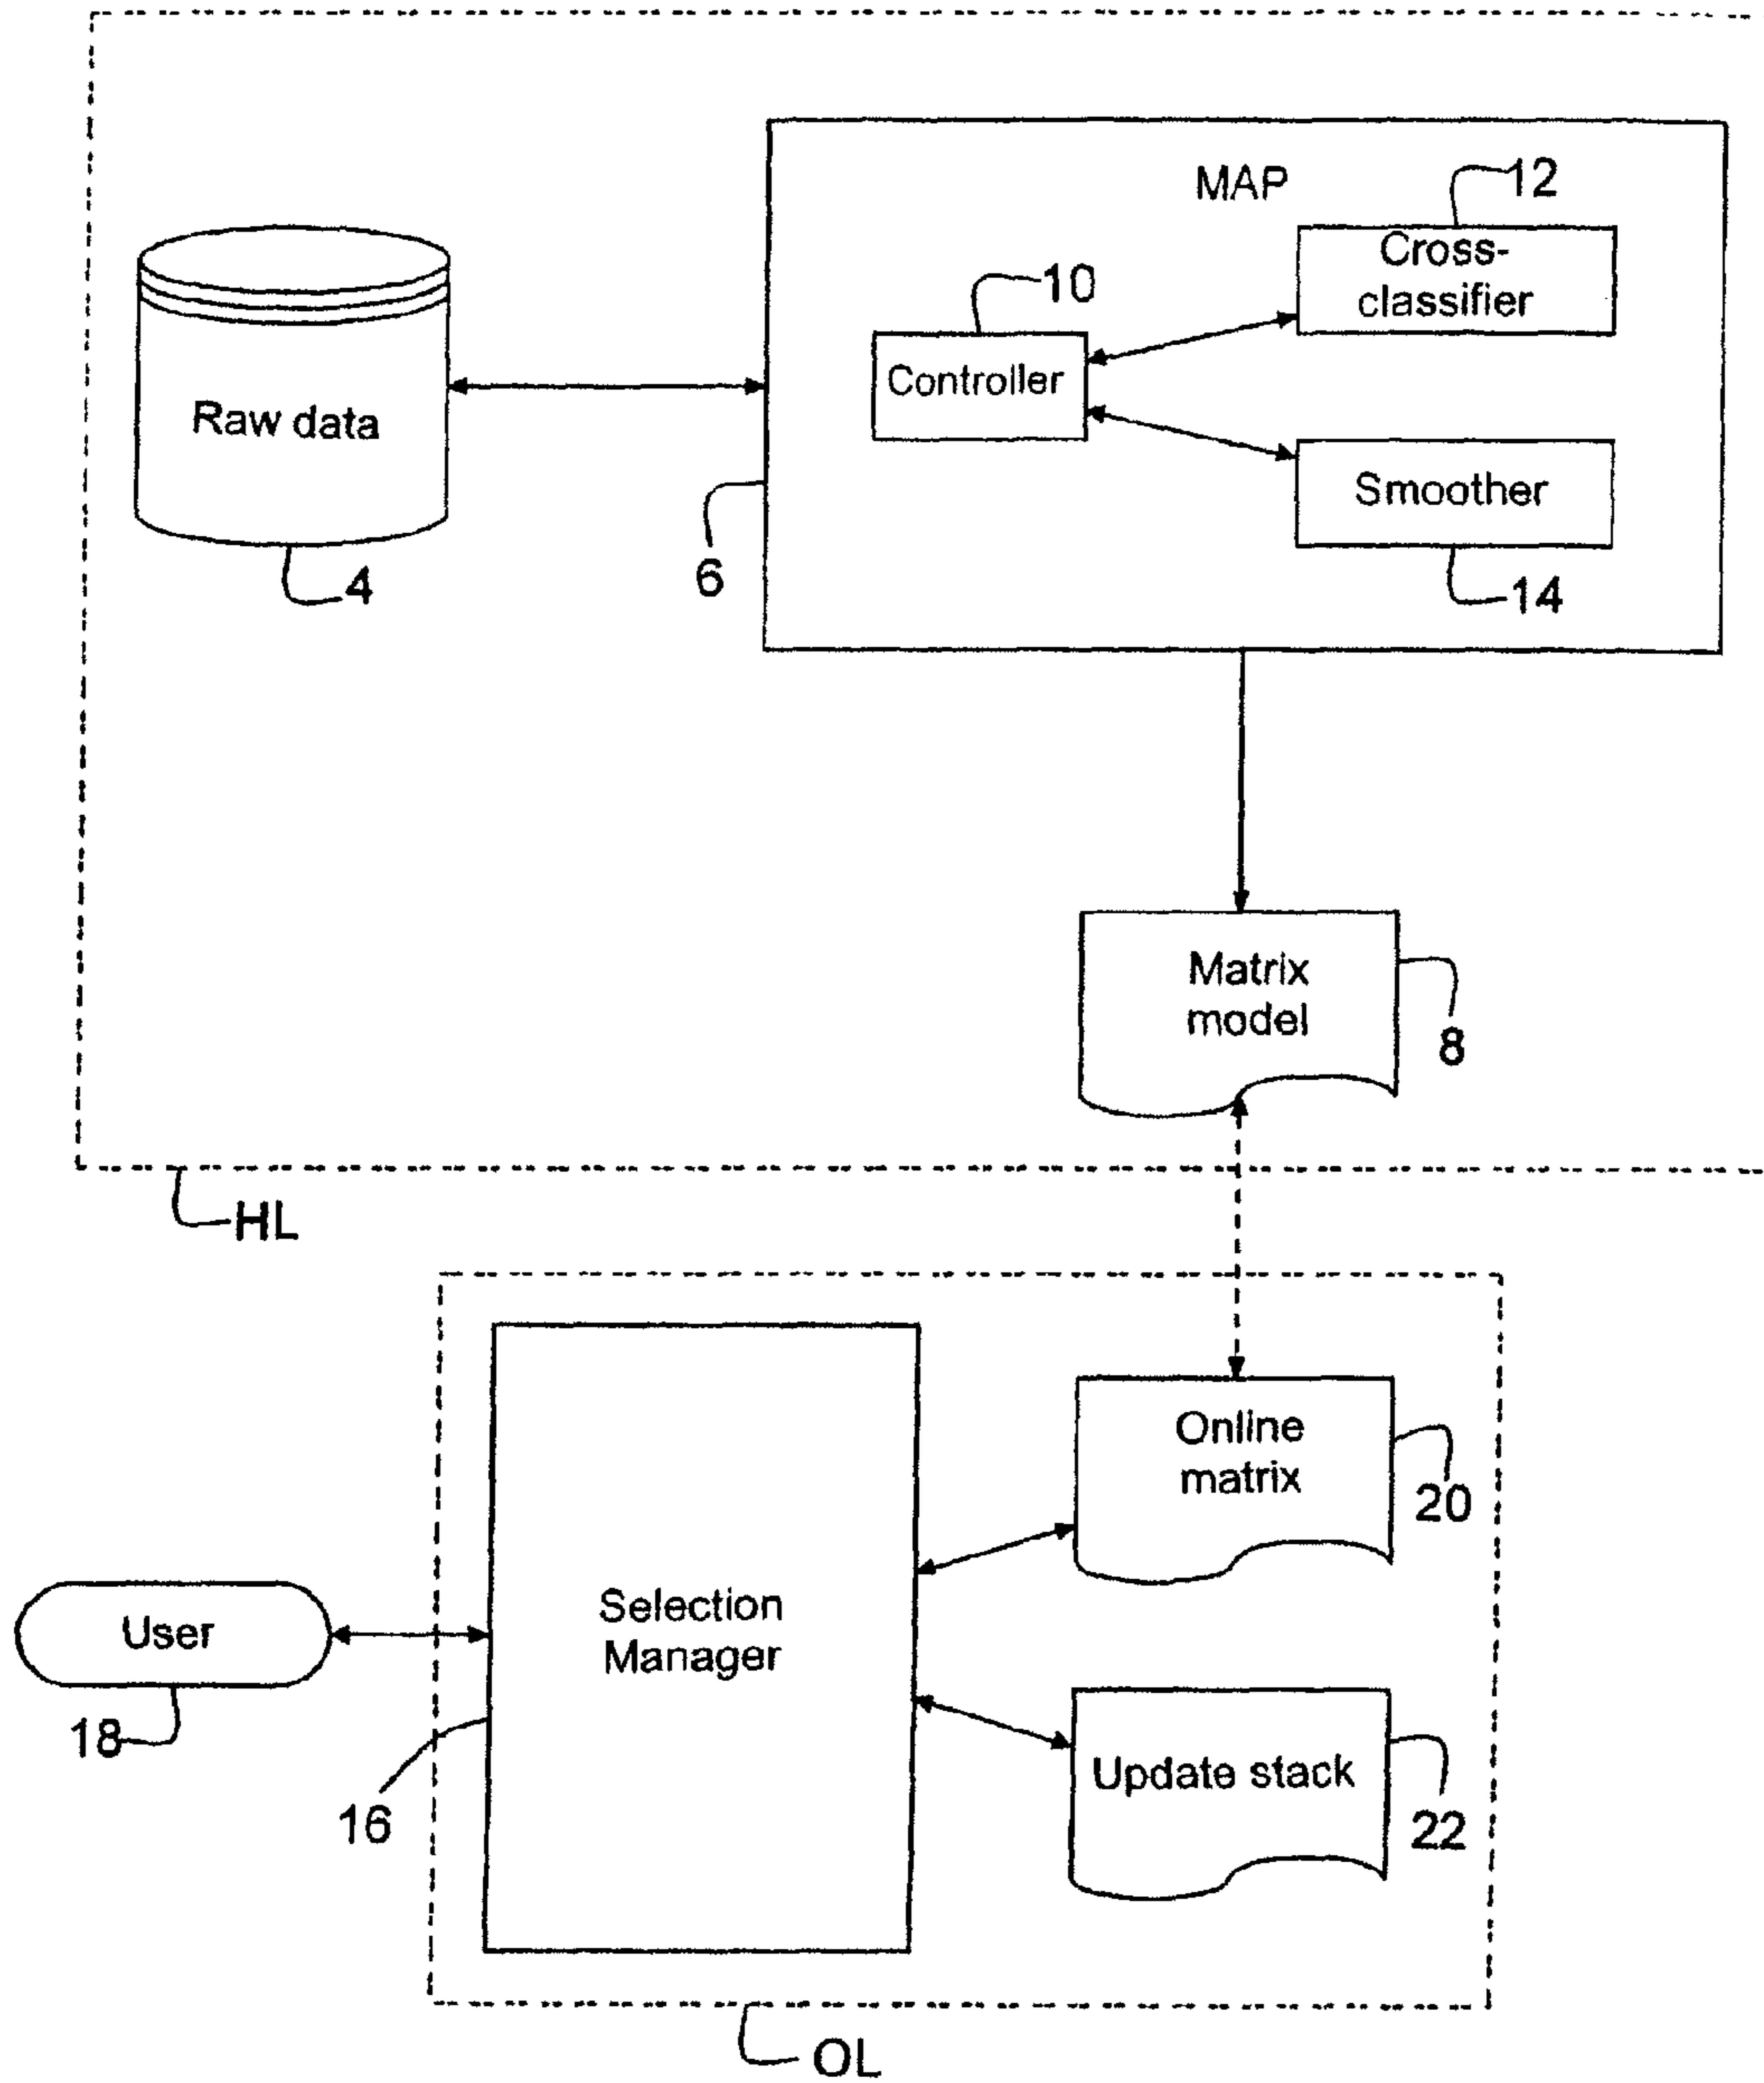 MAP
12
Cross-
classifier
10
Controller
Raw data
Smoother
6
4
14
Matrix
model
8
HL
Online
matrix
20
Selection
Manager
User
18
16
Update stack
22
OL